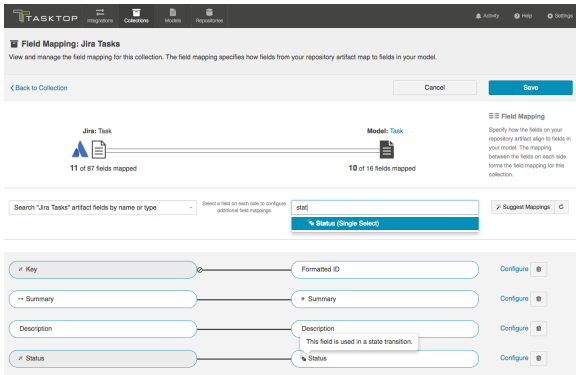 TASKTOP
Integrations
Collections
Models
Repositories
Activity
Help
Settings
Field Mapping: Jira Tasks
View and manage the field mapping for this collection. The field mapping specifies how fields from your repository artifact map to fields in your model.
Back to Collection
Cancel
Save
Jira: Task
Model: Task
11 of 87 fields mapped
10 of 16 fields mapped
Field Mapping
Specify how the fields on your
repository artifact align to fields in
your model. The mapping
between the fields on each side
forms the field mapping for this
collection.
Search "Jira Tasks" artifact fields by name or type
Select a field on each side to configure
additional field mappings
stat
Status (Single Select)
Suggest Mappings
Key
Formatted ID
Configure
Summary
Summary
Configure
Description
Description
Configure
This field is used in a state transition.
Status
Status
Configure